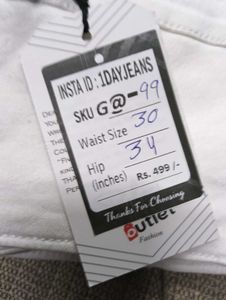 INSTA ID : 1DAYJEANS
SKU G@-99
Waist Size 30
Hip 34
(inches) Rs. 499 /-
Thanks For Choosing
outlet
Fashion